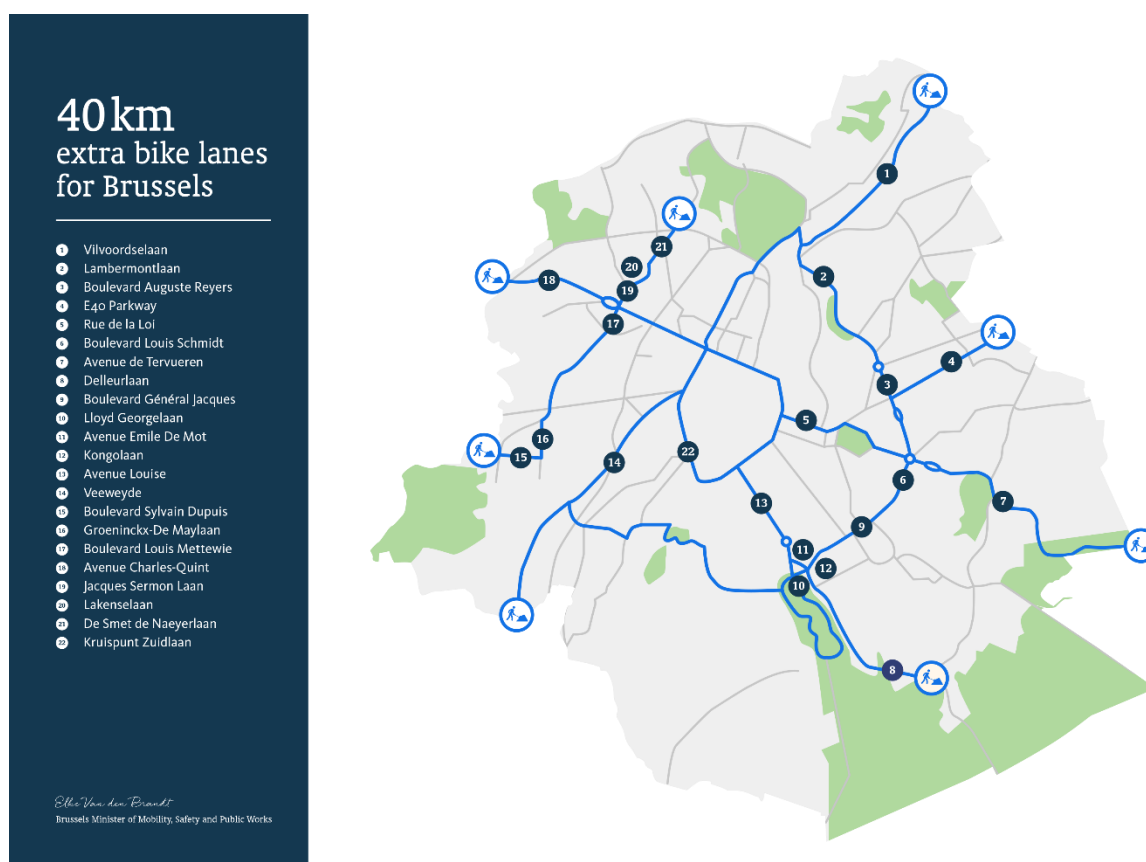 40 km
extra bike lanes
for Brussels
1 Vilvoordselaan
2 Lambermontlaan
3 Boulevard Auguste Reyers
4 E40 Parkway
5 Rue de la Loi
6 Boulevard Louis Schmidt
7 Avenue de Tervueren
8 Delleurlaan
9 Boulevard Général Jacques
10 Lloyd Georgelaan
11 Avenue Emile De Mot
12 Kongolaan
13 Avenue Louise
14 Veeweyde
15 Boulevard Sylvain Dupuis
16 Groeninckx-De Maylaan
17 Boulevard Louis Mettewie
18 Avenue Charles-Quint
19 Jacques Sermon Laan
20 Lakenselaan
21 De Smet de Naeyerlaan
22 Kruispunt Zuidlaan
Elke Van den Brandt
Brussels Minister of Mobility, Safety and Public Works
1
21
20
18
2
19
17
4
3
5
16
15
22
14
6
13
7
9
11
12
10
8